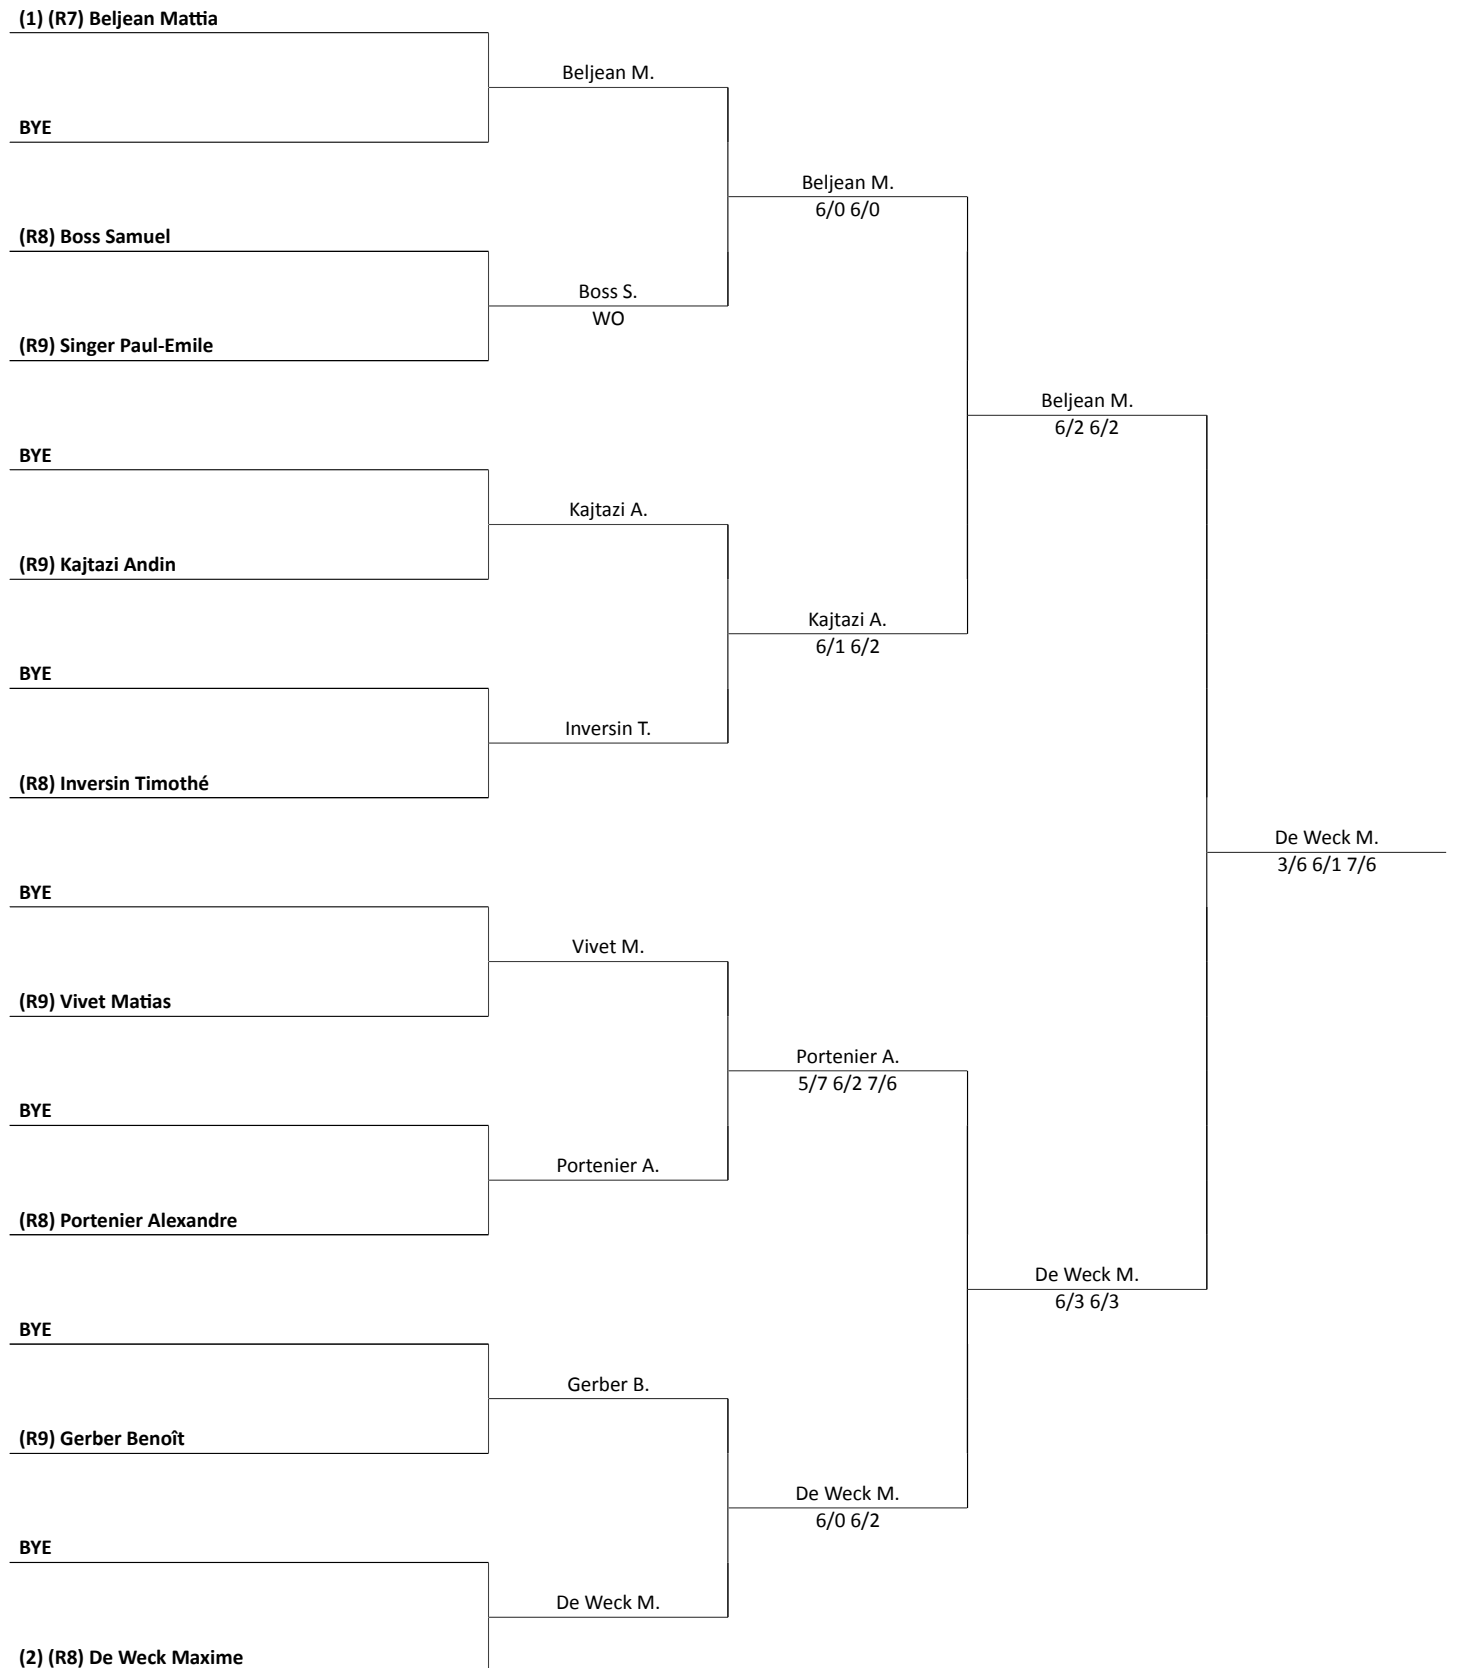 (1) (R7) Beljean Mattia
Beljean M.
BYE
Beljean M.
6/0 6/0
(R8) Boss Samuel
Boss S.
WO
(R9) Singer Paul-Emile
Beljean M.
6/2 6/2
BYE
Kajtazi A.
(R9) Kajtazi Andin
Kajtazi A.
6/1 6/2
BYE
Inversin T.
(R8) Inversin Timothé
De Weck M.
3/6 6/1 7/6
BYE
Vivet M.
(R9) Vivet Matias
Portenier A.
5/7 6/2 7/6
BYE
Portenier A.
(R8) Portenier Alexandre
De Weck M.
6/3 6/3
BYE
Gerber B.
(R9) Gerber Benoît
De Weck M.
6/0 6/2
BYE
De Weck M.
(2) (R8) De Weck Maxime